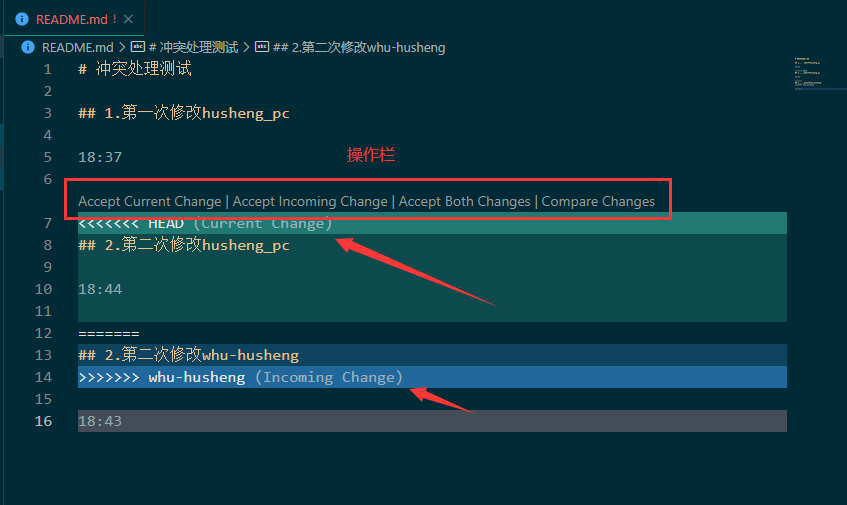 README.md ! ×
README.md > # 冲突处理测试 > ## 2.第二次修改whu-husheng
1 # 冲突处理测试
2
3 ## 1.第一次修改husheng_pc
4
5 18:37
操作栏
6
Accept Current Change | Accept Incoming Change | Accept Both Changes | Compare Changes
7 <<<<<<< HEAD (Current Change)
8 ## 2.第二次修改husheng_pc
9
10 18:44
11
12 =======
13 ## 2.第二次修改whu-husheng
14 >>>>>>> whu-husheng (Incoming Change)
15
16 18:43